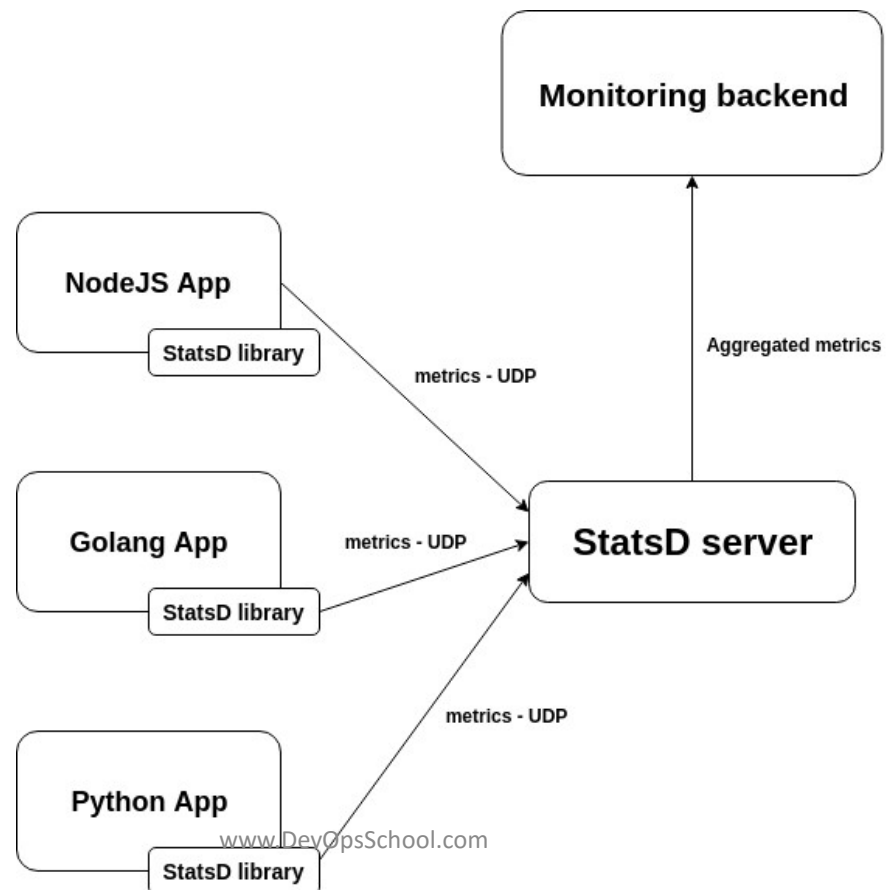 Monitoring backend
NodeJS App
StatsD library
metrics - UDP
Aggregated metrics
Golang App
StatsD library
metrics - UDP
StatsD server
metrics - UDP
Python App
www.DevOpsSchool.com
StatsD library